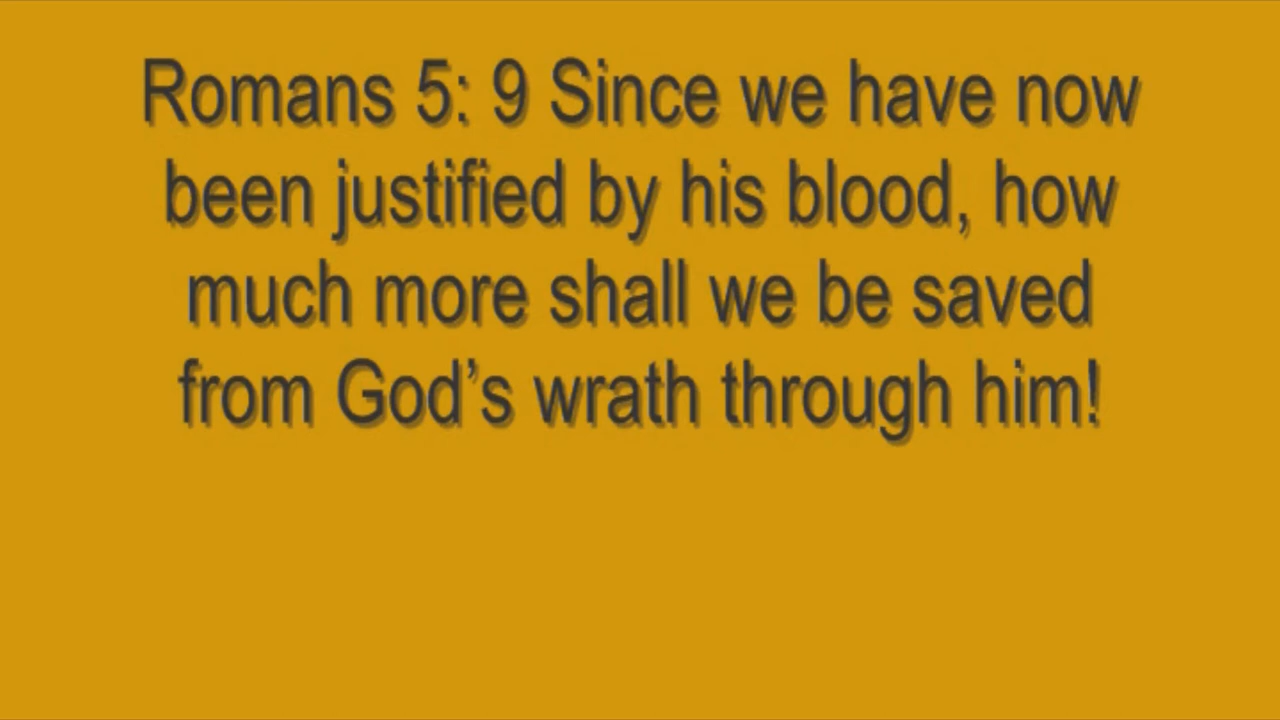 Romans 5: 9 Since we have now
been justified by his blood, how
much more shall we be saved
from God’s wrath through him!